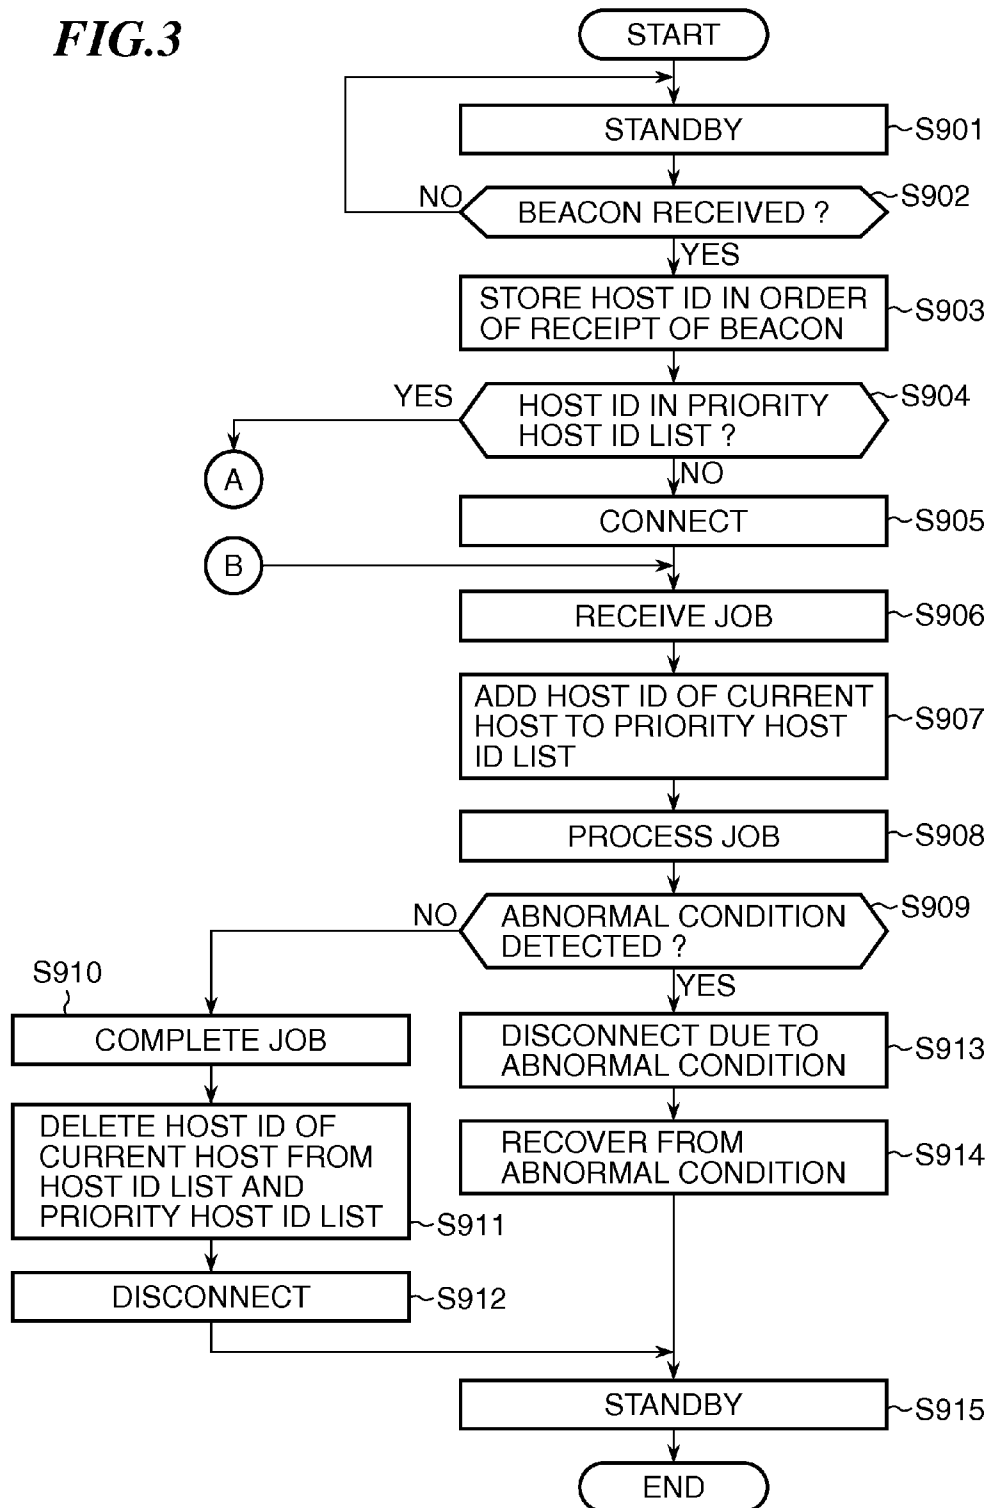 FIG.3
START
STANDBY
S901
BEACON RECEIVED ?
S902
NO
YES
STORE HOST ID IN ORDER
OF RECEIPT OF BEACON
S903
HOST ID IN PRIORITY
HOST ID LIST ?
S904
YES
A
NO
CONNECT
S905
B
RECEIVE JOB
S906
ADD HOST ID OF CURRENT
HOST TO PRIORITY HOST
ID LIST
S907
PROCESS JOB
S908
ABNORMAL CONDITION
DETECTED ?
S909
NO
YES
S910
COMPLETE JOB
DELETE HOST ID OF
CURRENT HOST FROM
HOST ID LIST AND
PRIORITY HOST ID LIST
S911
DISCONNECT
S912
DISCONNECT DUE TO
ABNORMAL CONDITION
S913
RECOVER FROM
ABNORMAL CONDITION
S914
STANDBY
S915
END